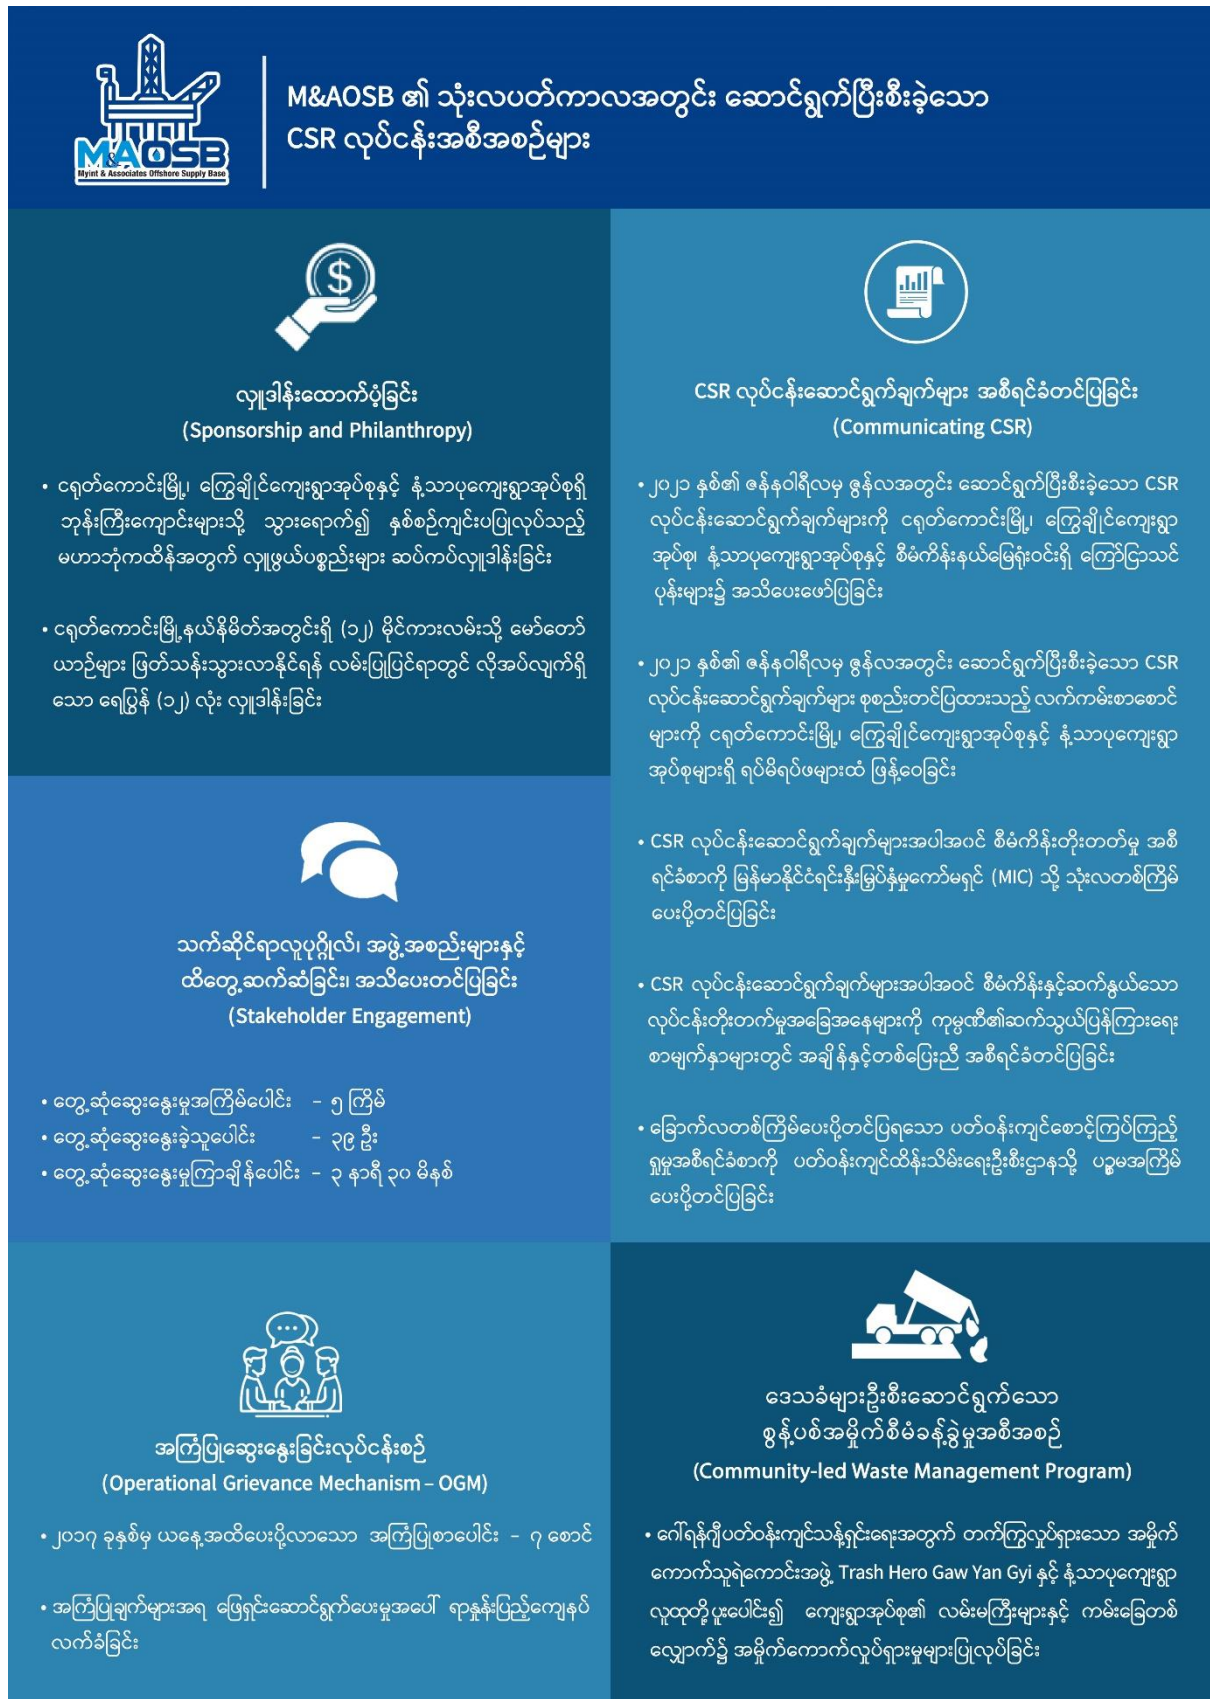 M&AOSB ၏ သုံးလပတ်ကာလအတွင်း ဆောင်ရွက်ပြီးစီးခဲ့သော
CSR လုပ်ငန်းအစီအစဉ်များ
M&AOSB
Myint & Associates Offshore Supply Base
လှူဒါန်းထောက်ပံ့ခြင်း
(Sponsorship and Philanthropy)
• ငရုတ်ကောင်းမြို့၊ ကြွေချိုင်ကျေးရွာအုပ်စုနှင့် နံ့သာပုကျေးရွာအုပ်စုရှိ
ဘုန်းကြီးကျောင်းများသို့ သွားရောက်၍ နှစ်စဉ်ကျင်းပပြုလုပ်သည့်
မဟာဘုံကထိန်အတွက် လှူဖွယ်ပစ္စည်းများ ဆပ်ကပ်လှူဒါန်းခြင်း
• ငရုတ်ကောင်းမြို့နယ်နိမိတ်အတွင်းရှိ (၁၂) မိုင်ကားလမ်းသို့ မော်တော်
ယာဉ်များ ဖြတ်သန်းသွားလာနိုင်ရန် လမ်းပြုပြင်ရာတွင် လိုအပ်လျက်ရှိ
သော ရေပြွန် (၁၂) လုံး လှူဒါန်းခြင်း
သက်ဆိုင်ရာလူပုဂ္ဂိုလ်၊ အဖွဲ့အစည်းများနှင့်
ထိတွေ့ဆက်ဆံခြင်း၊ အသိပေးတင်ပြခြင်း
(Stakeholder Engagement)
• တွေ့ဆုံဆွေးနွေးမှုအကြိမ်ပေါင်း – ၅ ကြိမ်
• တွေ့ဆုံဆွေးနွေးခဲ့သူပေါင်း – ၃၉ ဦး
• တွေ့ဆုံဆွေးနွေးမှုကြာချိန်ပေါင်း – ၃ နာရီ ၃၀ မိနစ်
အကြံပြုဆွေးနွေးခြင်းလုပ်ငန်းစဉ်
(Operational Grievance Mechanism – OGM)
• ၂၀၁၇ ခုနှစ်မှ ယနေ့အထိပေးပို့လာသော အကြံပြုစာပေါင်း – ၇ စောင်
• အကြံပြုချက်များအရ ဖြေရှင်းဆောင်ရွက်ပေးမှုအပေါ် ရာနှုန်းပြည့်ကျေနပ်
လက်ခံခြင်း
CSR လုပ်ငန်းဆောင်ရွက်ချက်များ အစီရင်ခံတင်ပြခြင်း
(Communicating CSR)
• ၂၀၂၁ နှစ်၏ ဇန်နဝါရီလမှ ဇွန်လအတွင်း ဆောင်ရွက်ပြီးစီးခဲ့သော CSR
လုပ်ငန်းဆောင်ရွက်ချက်များကို ငရုတ်ကောင်းမြို့၊ ကြွေချိုင်ကျေးရွာ
အုပ်စု၊ နံ့သာပုကျေးရွာအုပ်စုနှင့် စီမံကိန်းနယ်မြေရုံးဝင်းရှိ ကြော်ငြာသင်
ပုန်းများ၌ အသိပေးဖော်ပြခြင်း
• ၂၀၂၁ နှစ်၏ ဇန်နဝါရီလမှ ဇွန်လအတွင်း ဆောင်ရွက်ပြီးစီးခဲ့သော CSR
လုပ်ငန်းဆောင်ရွက်ချက်များ စုစည်းတင်ပြထားသည့် လက်ကမ်းစာစောင်
များကို ငရုတ်ကောင်းမြို့၊ ကြွေချိုင်ကျေးရွာအုပ်စုနှင့် နံ့သာပုကျေးရွာ
အုပ်စုများရှိ ရပ်မိရပ်ဖများထံ ဖြန့်ဝေခြင်း
• CSR လုပ်ငန်းဆောင်ရွက်ချက်များအပါအဝင် စီမံကိန်းတိုးတတ်မှု အစီ
ရင်ခံစာကို မြန်မာနိုင်ငံရင်းနှီးမြှပ်နှံမှုကော်မရှင် (MIC) သို့ သုံးလတစ်ကြိမ်
ပေးပို့တင်ပြခြင်း
• CSR လုပ်ငန်းဆောင်ရွက်ချက်များအပါအဝင် စီမံကိန်းနှင့်ဆက်နွယ်သော
လုပ်ငန်းတိုးတက်မှုအခြေအနေများကို ကုမ္ပဏီ၏ဆက်သွယ်ပြန်ကြားရေး
စာမျက်နှာများတွင် အချိန်နှင့်တစ်ပြေးညီ အစီရင်ခံတင်ပြခြင်း
• ခြောက်လတစ်ကြိမ်ပေးပို့တင်ပြရသော ပတ်ဝန်းကျင်စောင့်ကြပ်ကြည့်
ရှုမှုအစီရင်ခံစာကို ပတ်ဝန်းကျင်ထိန်းသိမ်းရေးဦးစီးဌာနသို့ ပဉ္စမအကြိမ်
ပေးပို့တင်ပြခြင်း
ဒေသခံများဦးစီးဆောင်ရွက်သော
စွန့်ပစ်အမှိုက်စီမံခန့်ခွဲမှုအစီအစဉ်
(Community-led Waste Management Program)
• ဂေါ်ရန်ဂျီပတ်ဝန်းကျင်သန့်ရှင်းရေးအတွက် တက်ကြွလှုပ်ရှားသော အမှိုက်
ကောက်သူရဲကောင်းအဖွဲ့ Trash Hero Gaw Yan Gyi နှင့် နံ့သာပုကျေးရွာ
လူထုတို့ပူးပေါင်း၍ ကျေးရွာအုပ်စု၏ လမ်းမကြီးများနှင့် ကမ်းခြေတစ်
လျှောက်၌ အမှိုက်ကောက်လှုပ်ရှားမှုများပြုလုပ်ခြင်း